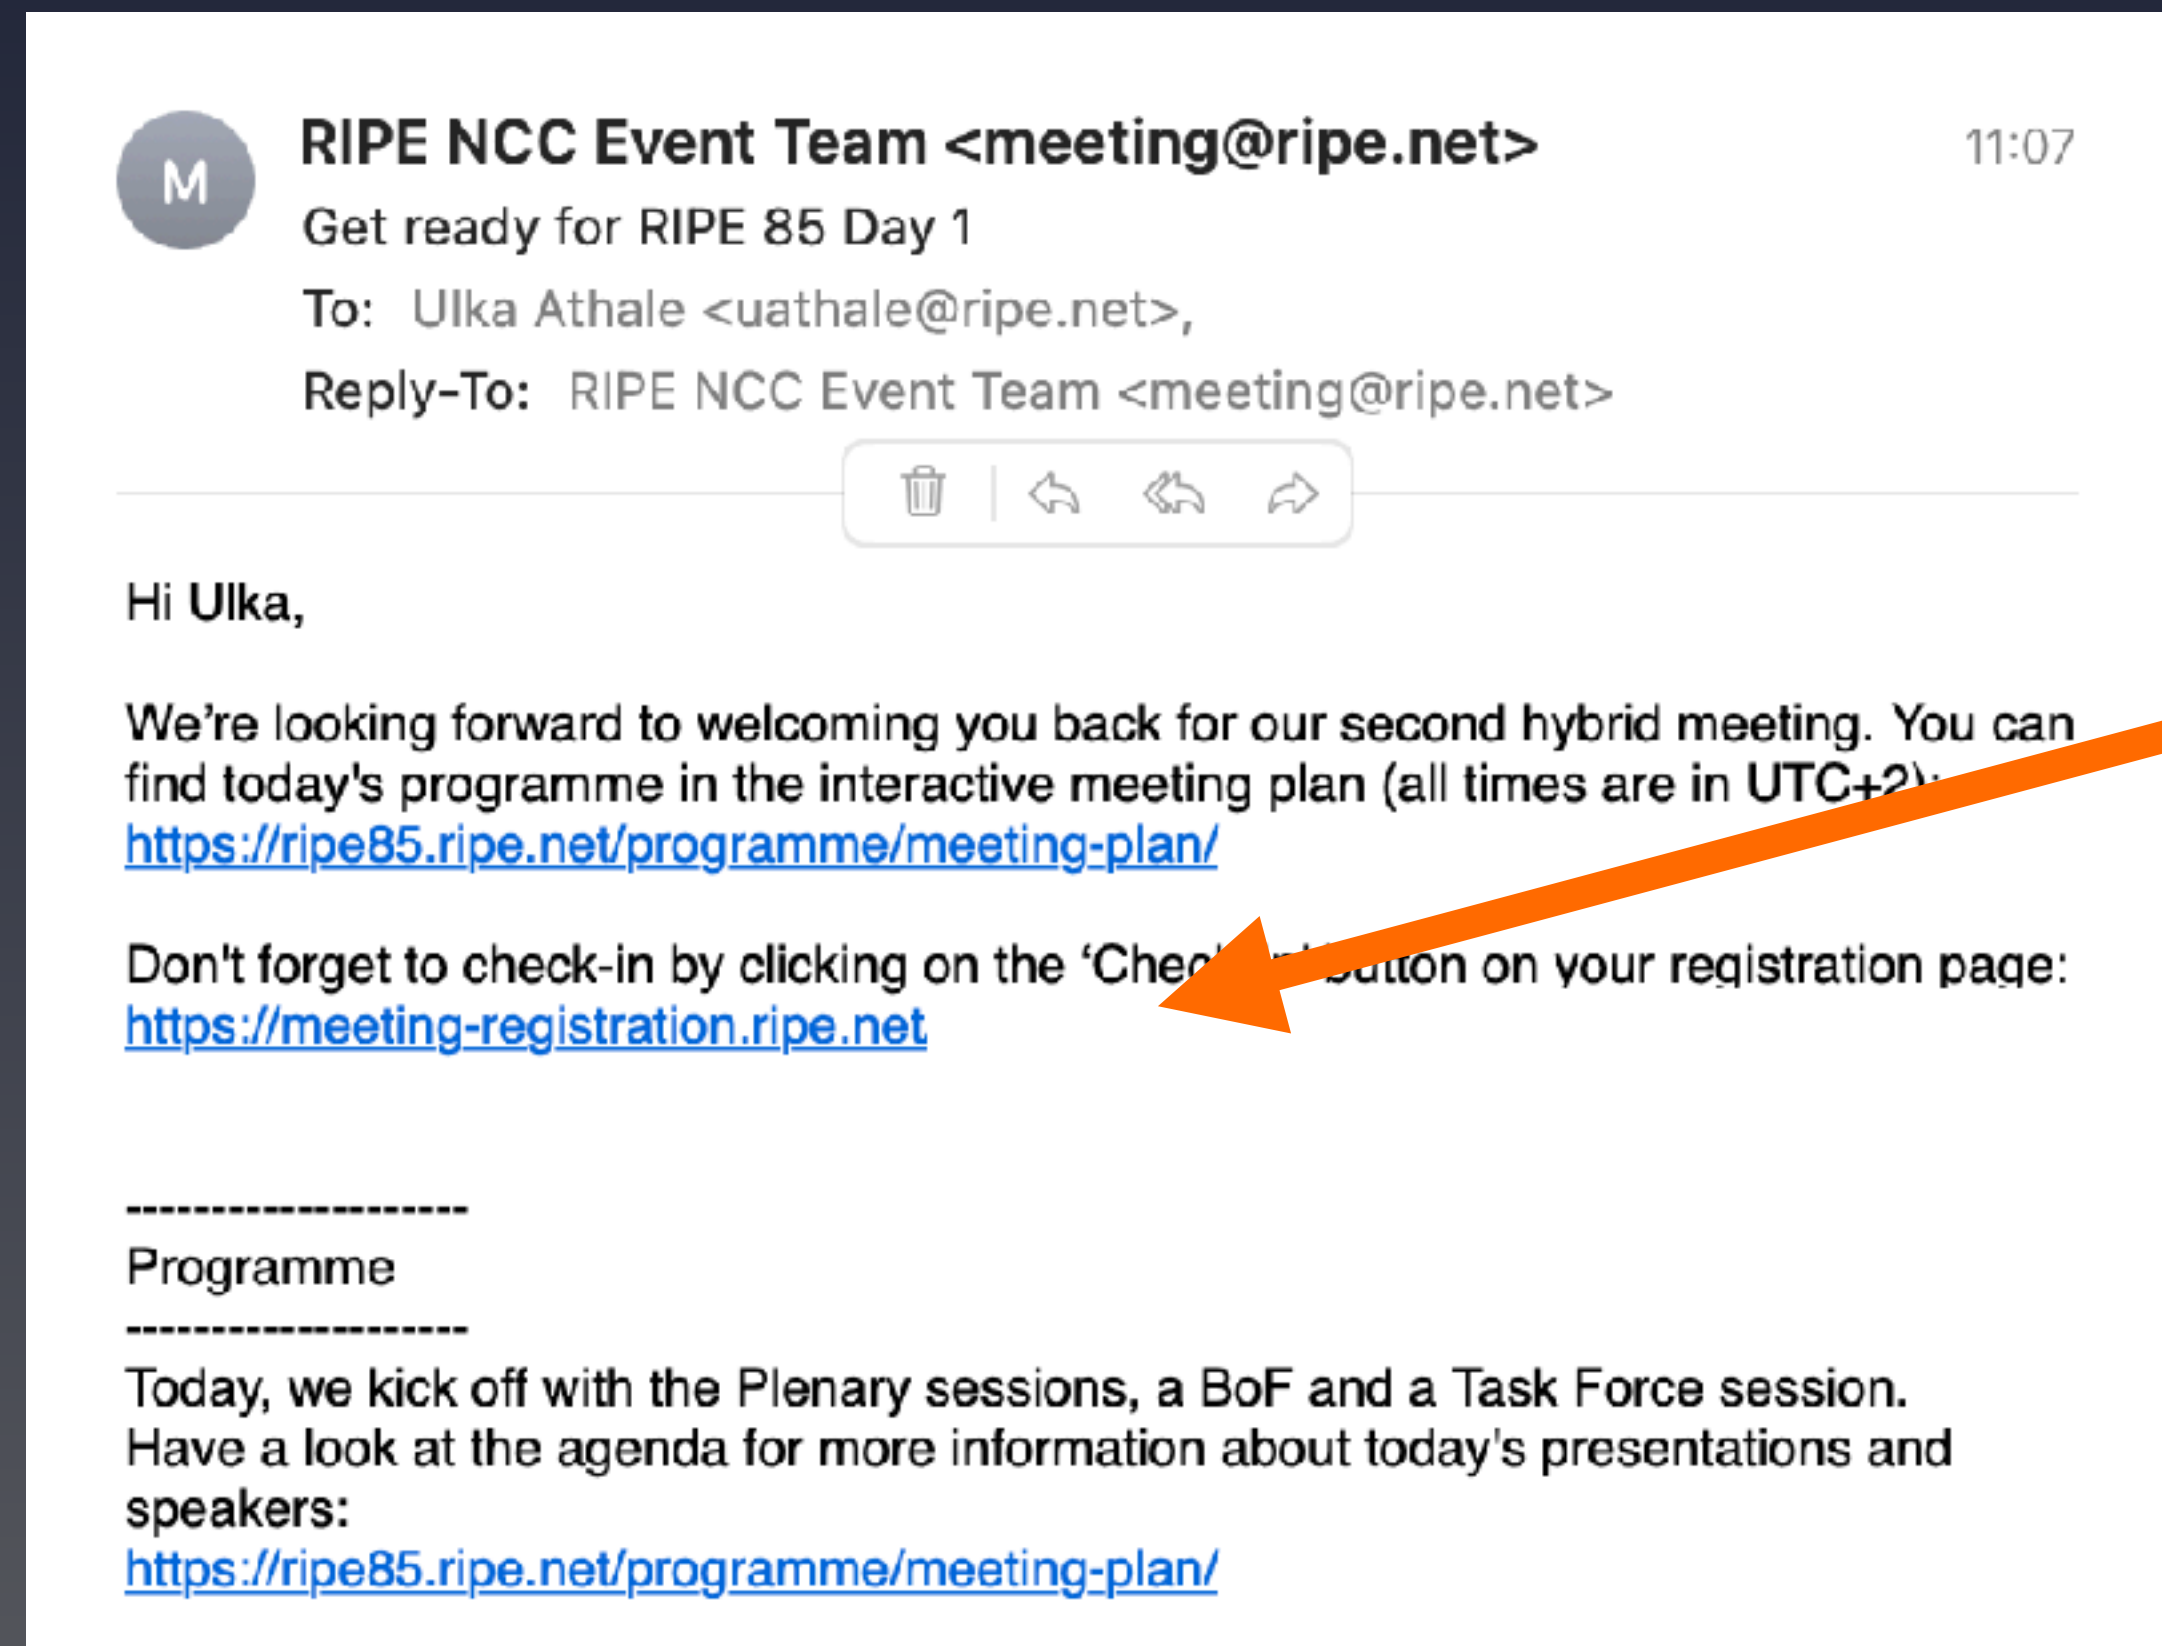 M
RIPE NCC Event Team <meeting@ripe.net>
11:07
Get ready for RIPE 85 Day 1
To: Ulka Athale <uathale@ripe.net>,
Reply-To: RIPE NCC Event Team <meeting@ripe.net>
Hi Ulka,
We’re looking forward to welcoming you back for our second hybrid meeting. You can
find today's programme in the interactive meeting plan (all times are in UTC+2):
https://ripe85.ripe.net/programme/meeting-plan/
Don't forget to check-in by clicking on the button on your registration page:
https://meeting-registration.ripe.net
--------------------
Programme
--------------------
Today, we kick off with the Plenary sessions, a BoF and a Task Force session.
Have a look at the agenda for more information about today's presentations and
speakers:
https://ripe85.ripe.net/programme/meeting-plan/